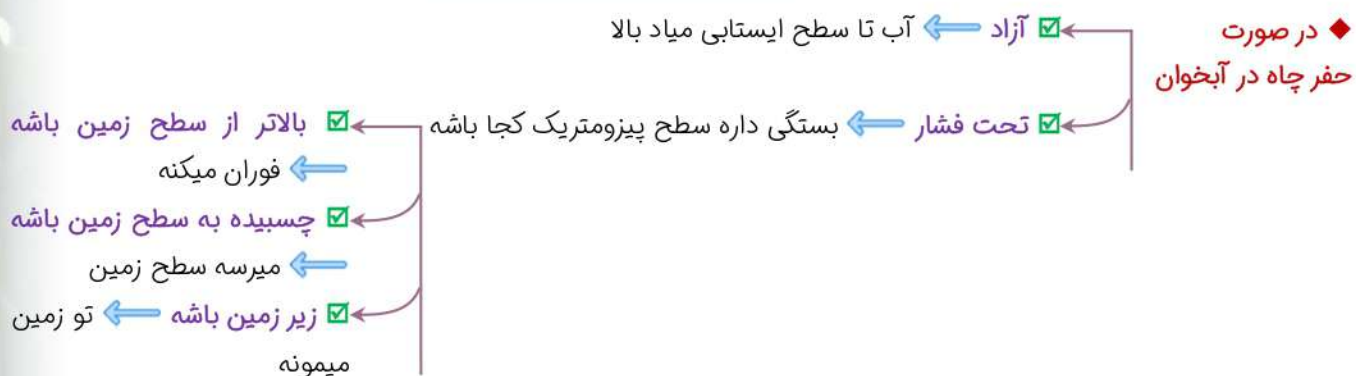 ◆ در صورت
حفر چاه در آبخوان
☑ آزاد ⇐ آب تا سطح ایستابی میاد بالا
☑ تحت فشار ⇐ بستگی داره سطح پیزومتریک کجا باشه
☑ بالاتر از سطح زمین باشه
⇐ فوران میکنه
☑ چسبیده به سطح زمین باشه
⇐ میرسه سطح زمین
☑ زیر زمین باشه ⇐ تو زمین
میمونه